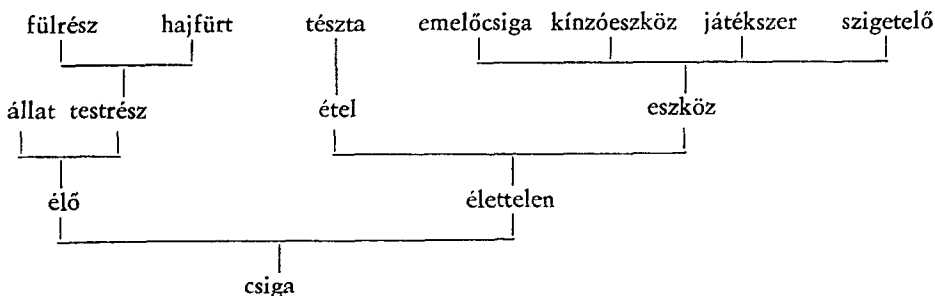 fülrész hajfürt tészta emelőcsiga kínzóeszköz játékszer szigetelő
állat testrész étel eszköz
élő élettelen
csiga